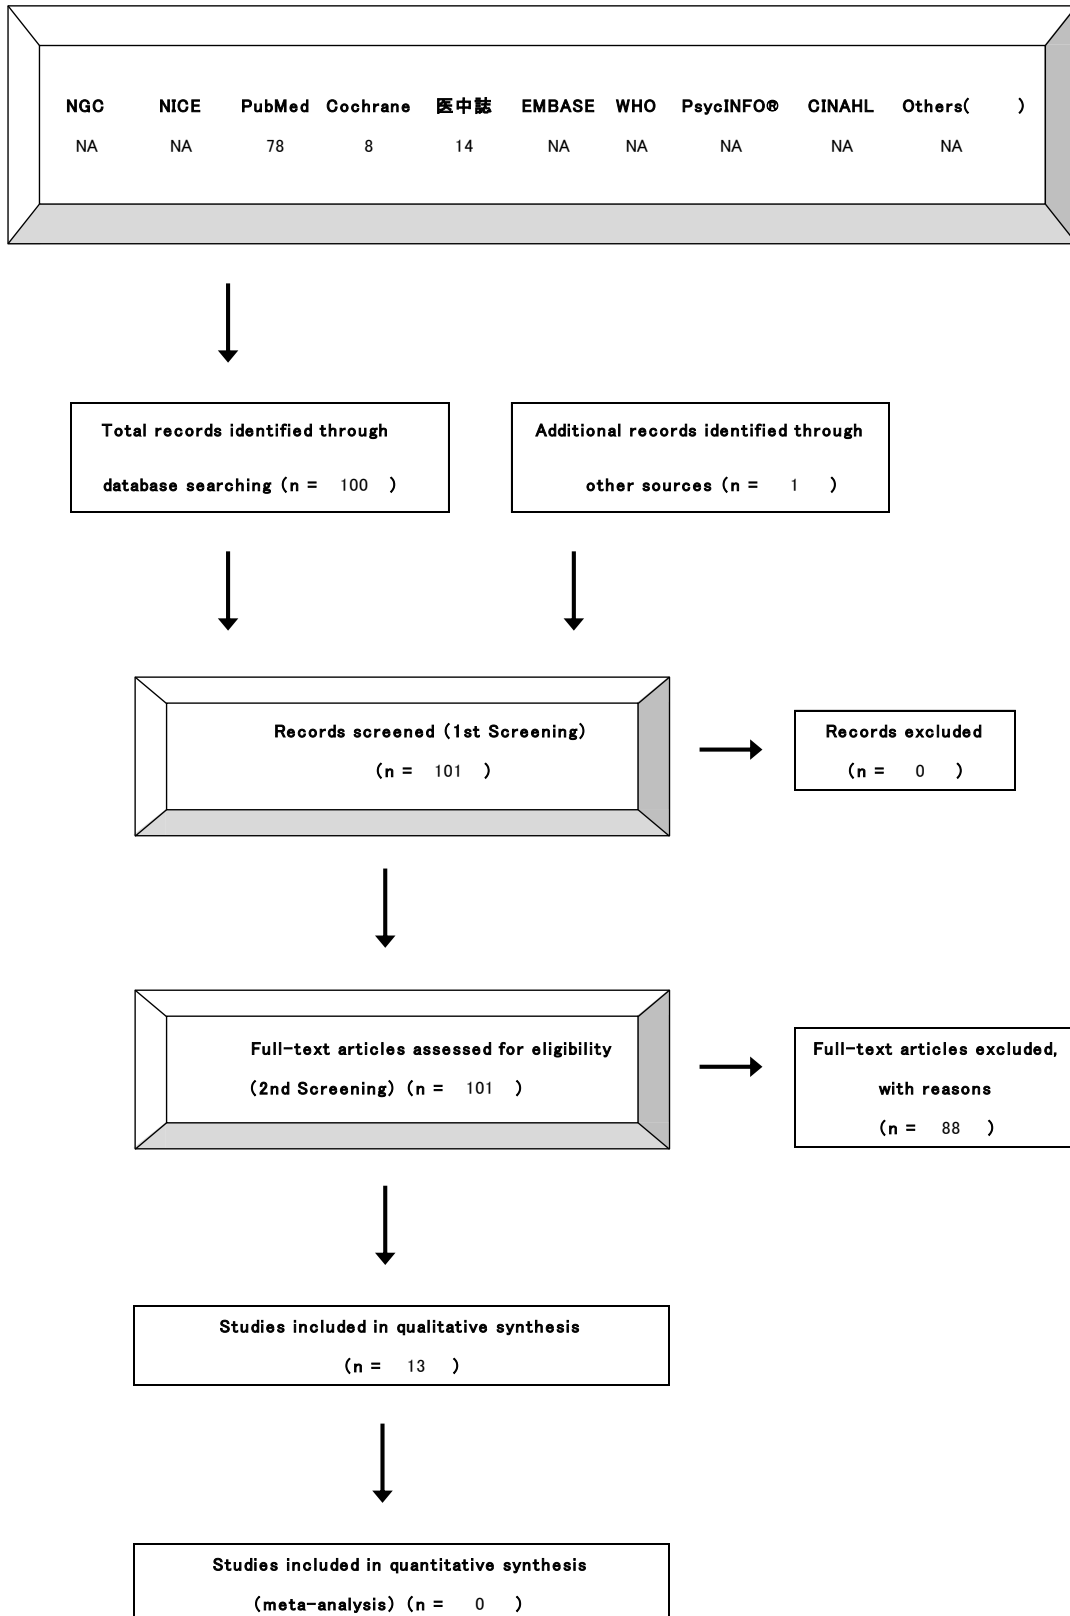 NGC NICE PubMed Cochrane 医中誌 EMBASE WHO PsycINFO® CINAHL Others( )
NA NA 78 8 14 NA NA NA NA NA
Total records identified through
database searching (n = 100 )
Additional records identified through
other sources (n = 1 )
Records screened (1st Screening)
(n = 101 )
Records excluded
(n = 0 )
Full-text articles assessed for eligibility
(2nd Screening) (n = 101 )
Full-text articles excluded,
with reasons
(n = 88 )
Studies included in qualitative synthesis
(n = 13 )
Studies included in quantitative synthesis
(meta-analysis) (n = 0 )